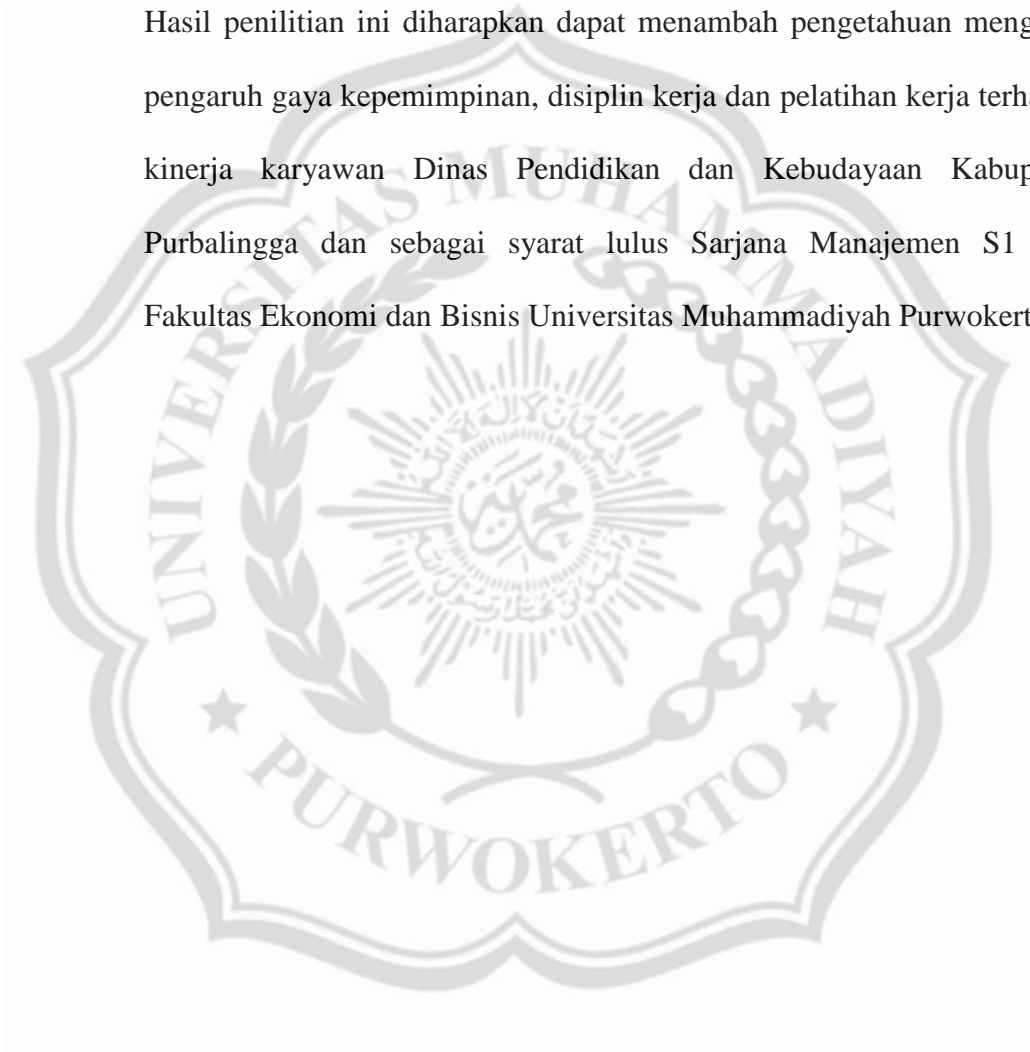 Hasil penilitian ini diharapkan dapat menambah pengetahuan meng
pengaruh gaya kepemimpinan, disiplin kerja dan pelatihan kerja terha
kinerja karyawan Dinas Pendidikan dan Kebudayaan Kabup
Purbalingga dan sebagai syarat lulus Sarjana Manajemen S1
Fakultas Ekonomi dan Bisnis Universitas Muhammadiyah Purwokert
UNIVERSITAS MUHAMMADIYAH
PURWOKERTO